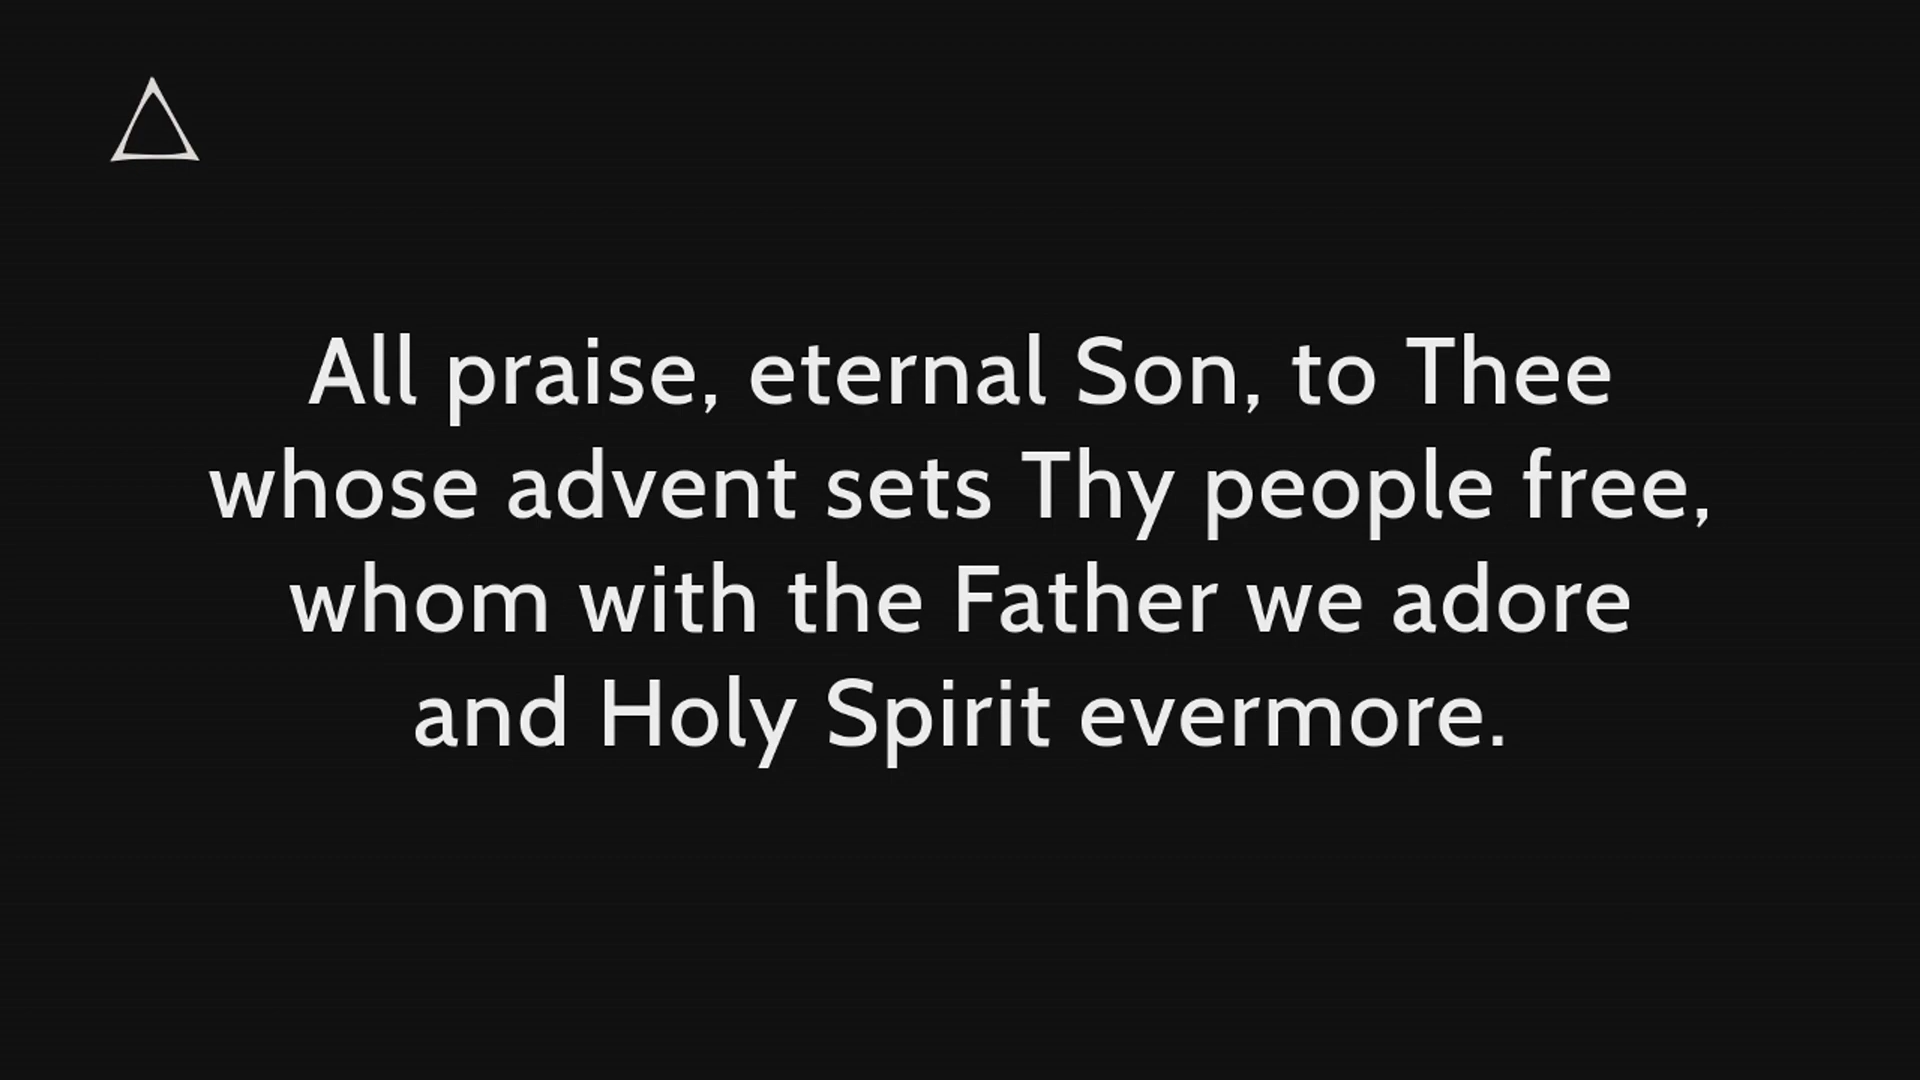 All praise, eternal Son, to Thee
whose advent sets Thy people free,
whom with the Father we adore
and Holy Spirit evermore.